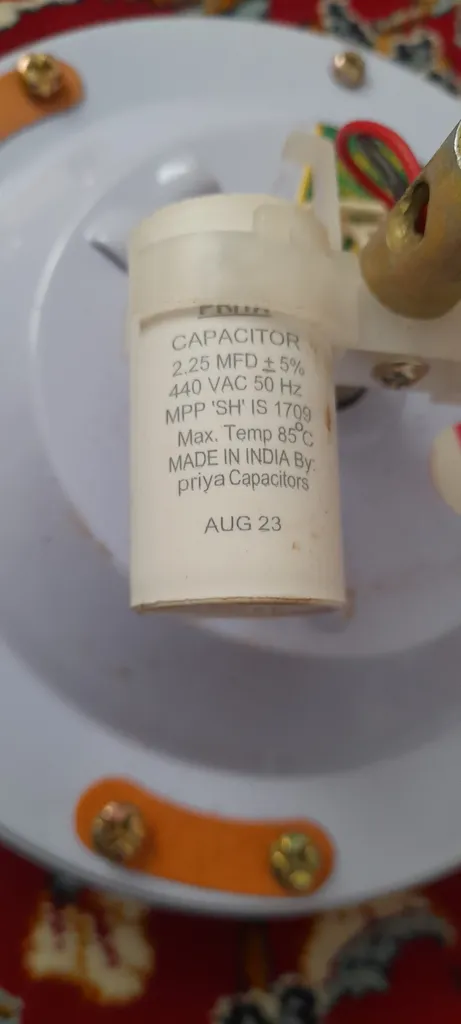 CAPACITOR
2.25 MFD ± 5%
440 VAC 50 Hz
MPP 'SH' IS 1709
Max. Temp 85°C
MADE IN INDIA By:
priya Capacitors
AUG 23